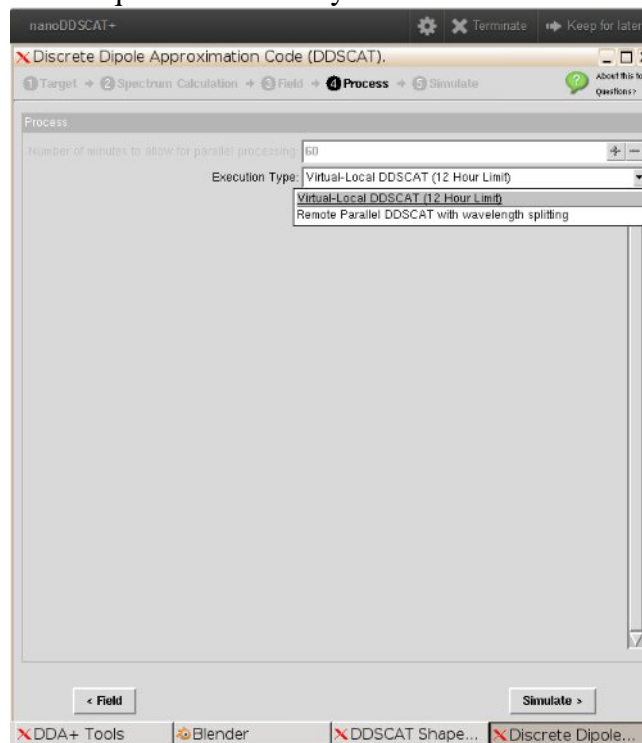 nanoDDSCAT+
Terminate
Keep for later
Discrete Dipole Approximation Code (DDSCAT).
1 Target → 2 Spectrum Calculation → 3 Field → 4 Process → 5 Simulate
About this
Questions?
Process
Number of minutes to allow for parallel processing: 60
Execution Type: Virtual-Local DDSCAT (12 Hour Limit)
Virtual-Local DDSCAT (12 Hour Limit)
Remote Parallel DDSCAT with wavelength splitting
< Field
Simulate >
DDA+ Tools
Blender
DDSCAT Shape...
Discrete Dipole...